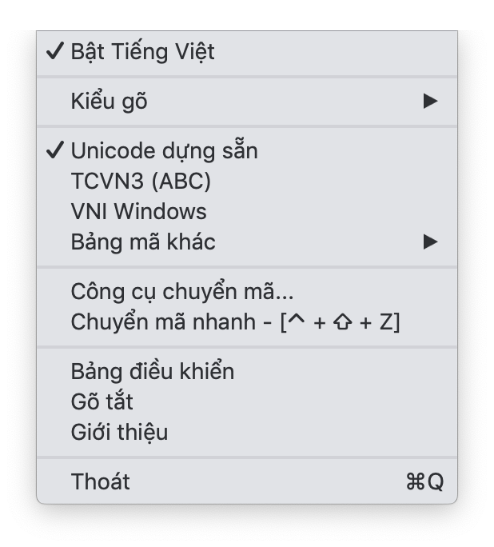 ✓ Bật Tiếng Việt
Kiểu gõ ▶
✓ Unicode dựng sẵn
TCVN3 (ABC)
VNI Windows
Bảng mã khác ▶
Công cụ chuyển mã...
Chuyển mã nhanh - [^ + ⇧ + Z]
Bảng điều khiển
Gõ tắt
Giới thiệu
Thoát ⌘Q